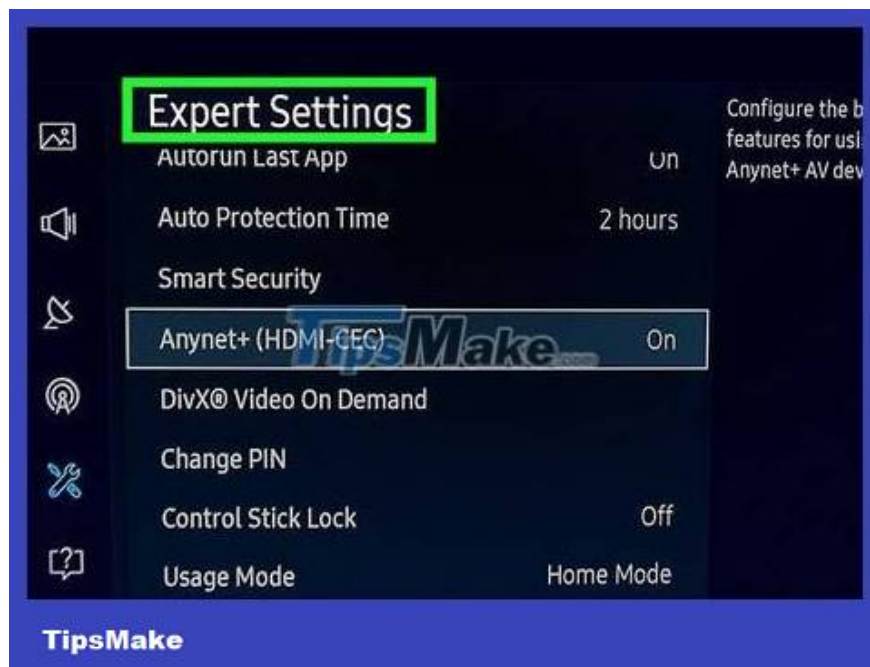 Expert Settings
Autorun Last App On
Auto Protection Time 2 hours
Smart Security
Anynet+ (HDMI-CEC) On
DivX® Video On Demand
Change PIN
Control Stick Lock Off
Usage Mode Home Mode
Configure the b
features for usi
Anynet+ AV dev
TipsMake.com
TipsMake